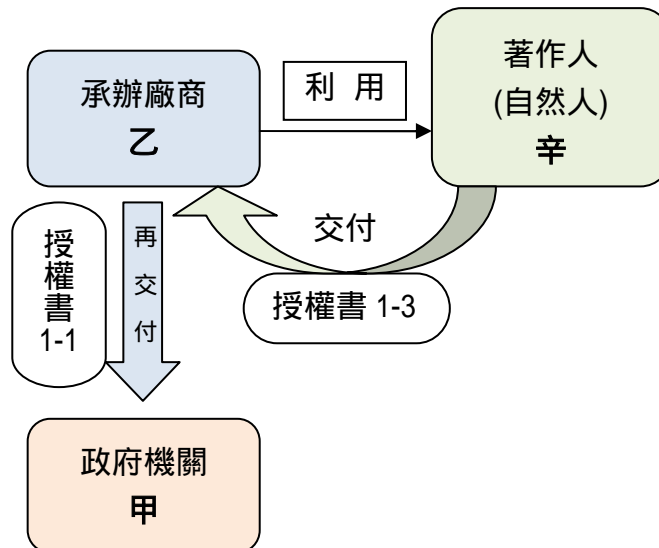 承辦廠商
乙
利 用
著作人
(自然人)
辛
授權書
1-1
再交付
交付
授權書 1-3
政府機關
甲